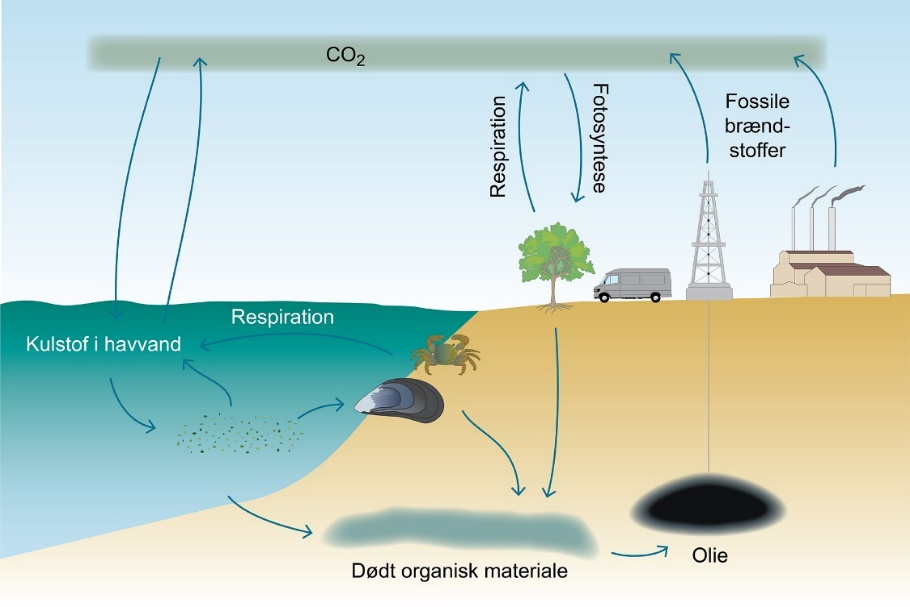 CO₂
Respiration
Fotosyntese
Fossile
brænd-
stoffer
Respiration
Kulstof i havvand
Olie
Dødt organisk materiale